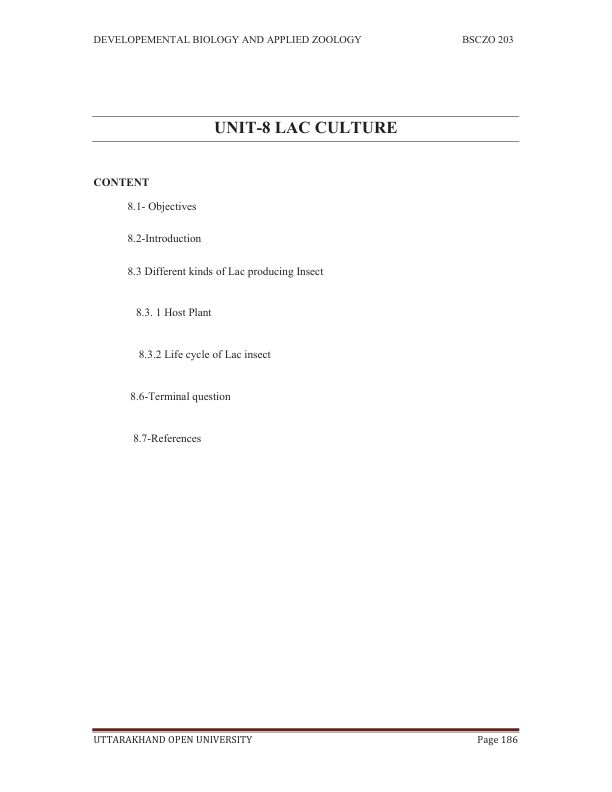 DEVELOPEMENTAL BIOLOGY AND APPLIED ZOOLOGY BSCZO 203
UNIT-8 LAC CULTURE
CONTENT
8.1- Objectives
8.2-Introduction
8.3 Different kinds of Lac producing Insect
8.3. 1 Host Plant
8.3.2 Life cycle of Lac insect
8.6-Terminal question
8.7-References
UTTARAKHAND OPEN UNIVERSITY Page 186